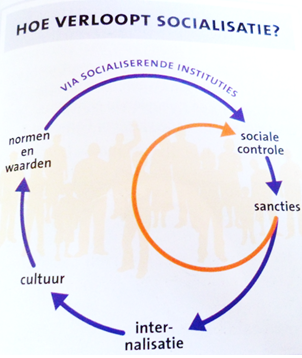 HOE VERLOOPT SOCIALISATIE?
VIA SOCIALISERENDE INSTITUTIES
normen
en
waarden
sociale
controle
sancties
inter-
nalisatie
cultuur